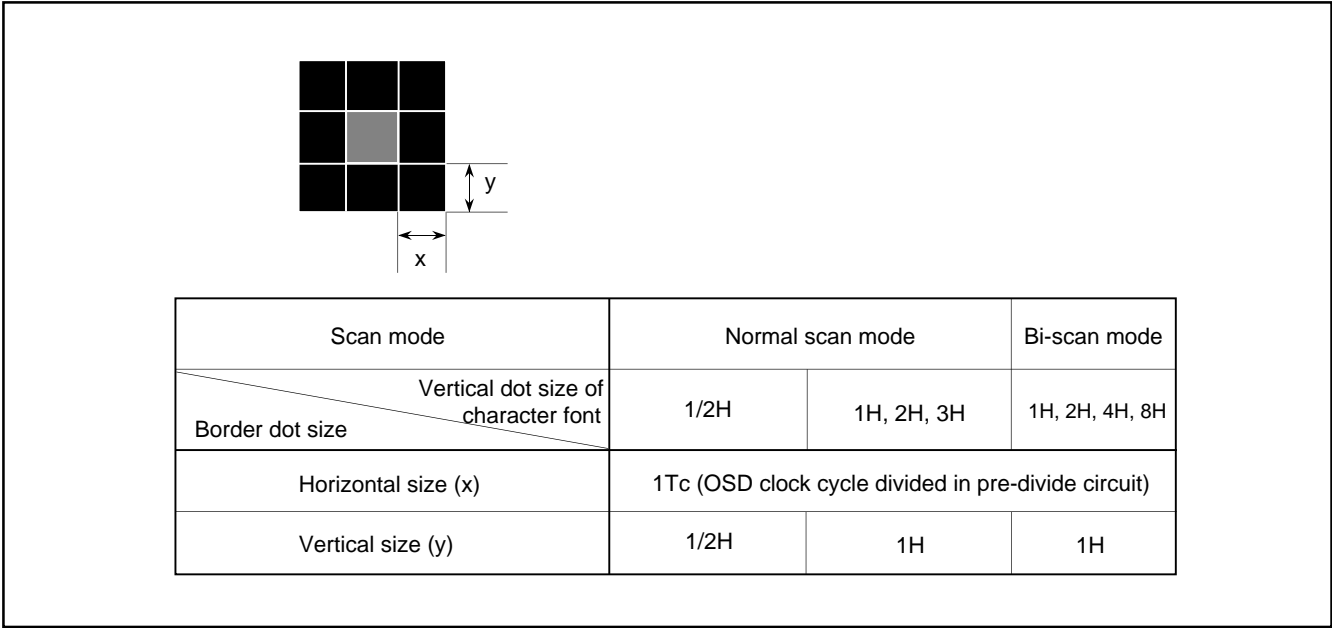 y
x
Scan mode
Normal scan mode
Bi-scan mode
Vertical dot size of
character font
Border dot size
1/2H
1H, 2H, 3H
1H, 2H, 4H, 8H
Horizontal size (x)
1Tc (OSD clock cycle divided in pre-divide circuit)
Vertical size (y)
1/2H
1H
1H